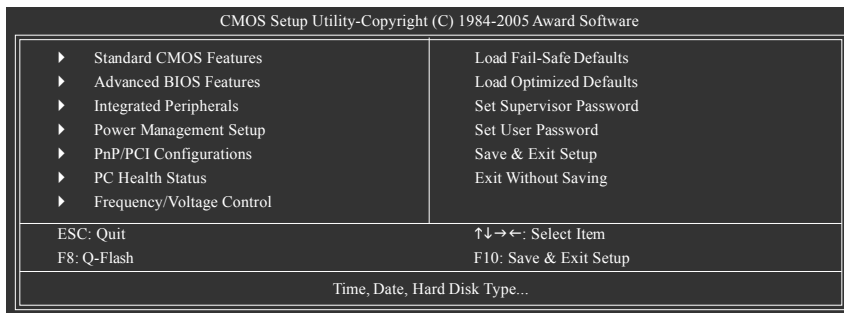 CMOS Setup Utility-Copyright (C) 1984-2005 Award Software
Standard CMOS Features
Advanced BIOS Features
Integrated Peripherals
Power Management Setup
PnP/PCI Configurations
PC Health Status
Frequency/Voltage Control
Load Fail-Safe Defaults
Load Optimized Defaults
Set Supervisor Password
Set User Password
Save & Exit Setup
Exit Without Saving
ESC: Quit
↑↓→←: Select Item
F8: Q-Flash
F10: Save & Exit Setup
Time, Date, Hard Disk Type...